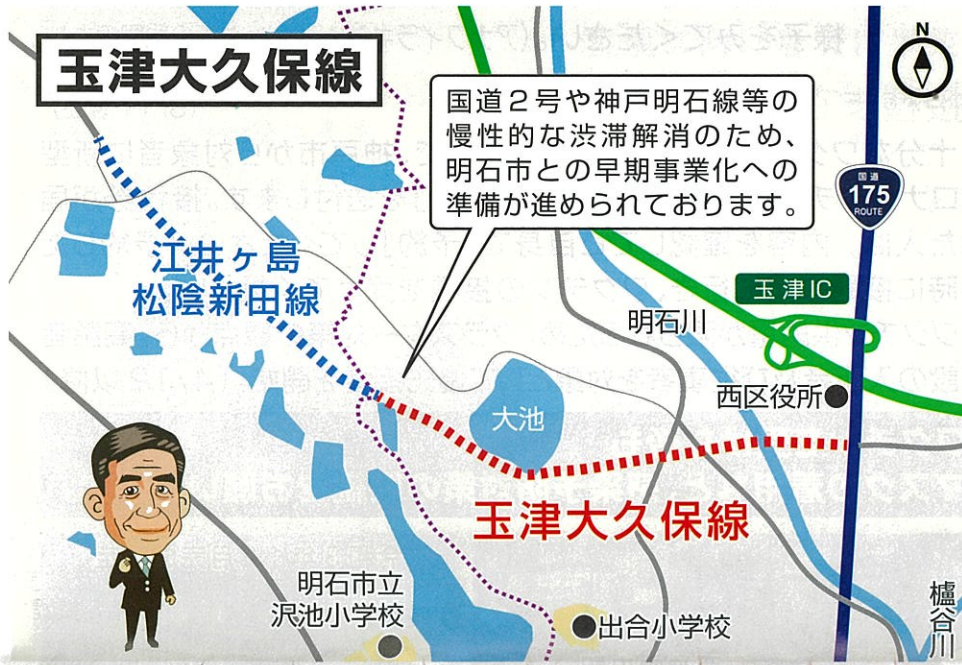 玉津大久保線
国道２号や神戸明石線等の
慢性的な渋滞解消のため、
明石市との早期事業化への
準備が進められております。
N
国道
175
ROUTE
江井ヶ島
松陰新田線
玉津IC
明石川
西区役所
大池
玉津大久保線
明石市立
沢池小学校
出合小学校
櫨谷川